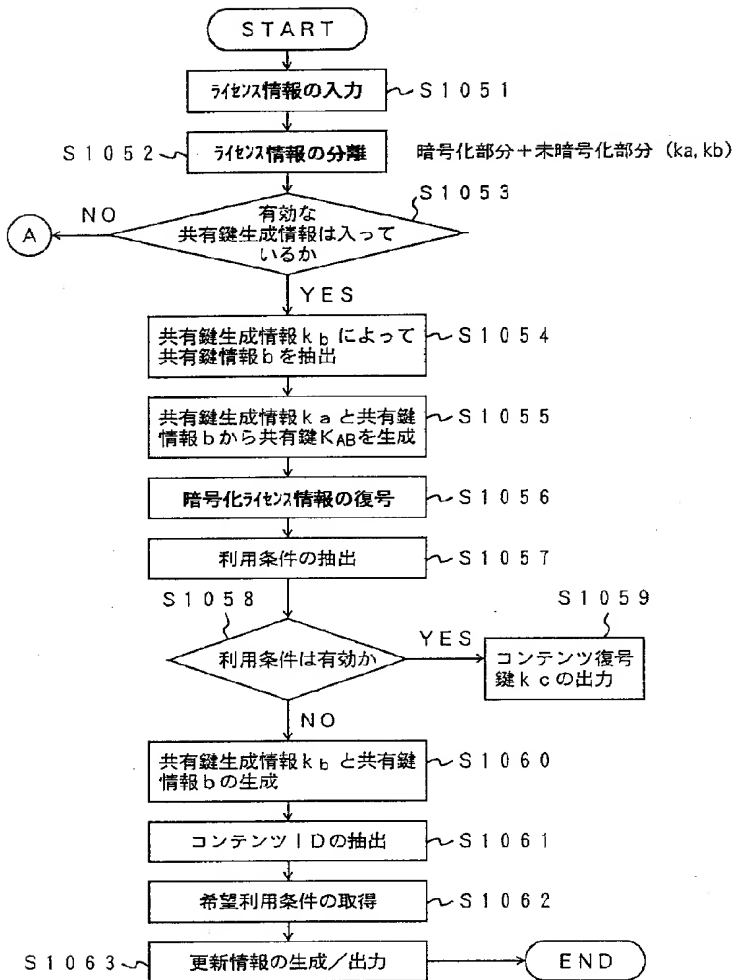 START
ライセンス情報の入力
S1051
S1052
ライセンス情報の分離
暗号化部分+未暗号化部分 (ka, kb)
S1053
NO
A
有効な
共有鍵生成情報は入って
いるか
YES
共有鍵生成情報kbによって
共有鍵情報bを抽出
S1054
共有鍵生成情報kaと共有鍵
情報bから共有鍵KABを生成
S1055
暗号化ライセンス情報の復号
S1056
利用条件の抽出
S1057
S1058
S1059
利用条件は有効か
YES
コンテンツ復号
鍵kcの出力
NO
共有鍵生成情報kbと共有鍵
情報bの生成
S1060
コンテンツIDの抽出
S1061
希望利用条件の取得
S1062
S1063
更新情報の生成/出力
END